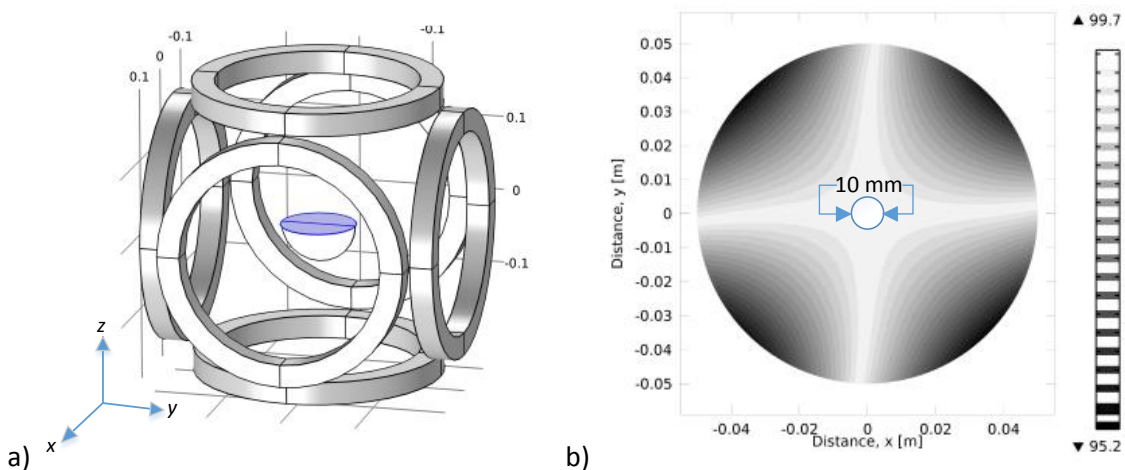 -0.1
0
0.1
-0.1
0.1
0
-0.1
z
y
x
a)
0.05
0.04
0.03
0.02
0.01
0
-0.01
-0.02
-0.03
-0.04
-0.05
Distance, y [m]
10 mm
-0.04 -0.02 0 0.02 0.04
Distance, x [m]
▲ 99.7
▼ 95.2
b)